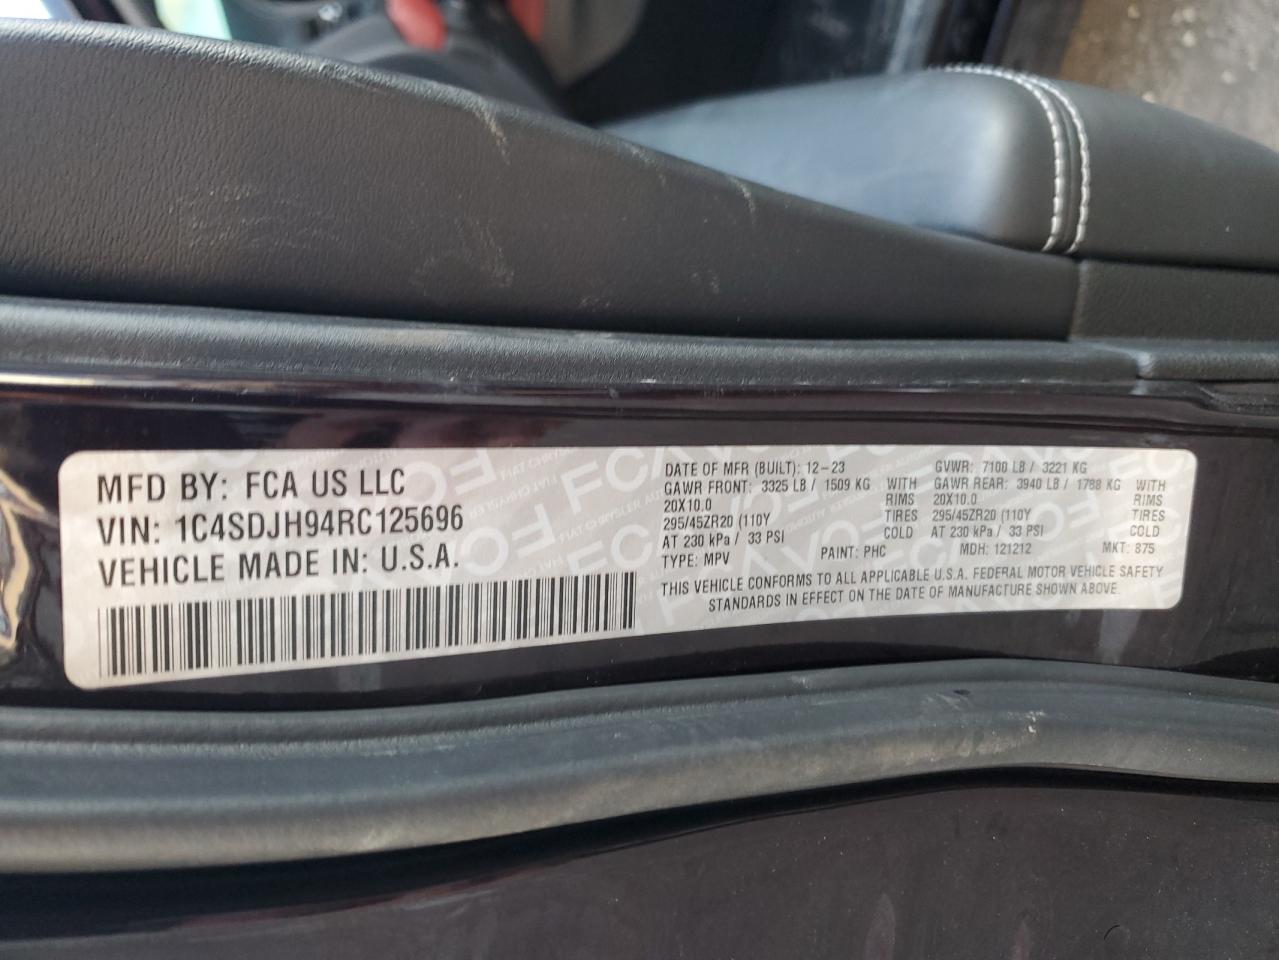 MFD BY: FCA US LLC
VIN: 1C4SDJH94RC125696
VEHICLE MADE IN: U.S.A.
DATE OF MFR (BUILT): 12-23 GVWR: 7100 LB / 3221 KG
GAWR FRONT: 3325 LB / 1509 KG WITH GAWR REAR: 3940 LB / 1788 KG WITH
20X10.0 RIMS 20X10.0 RIMS
295/45ZR20 (110Y TIRES 295/45ZR20 (110Y TIRES
AT 230 kPa / 33 PSI COLD AT 230 kPa / 33 PSI COLD
TYPE: MPV PAINT: PHC MDH: 121212 MKT: 875
THIS VEHICLE CONFORMS TO ALL APPLICABLE U.S.A. FEDERAL MOTOR VEHICLE SAFETY
STANDARDS IN EFFECT ON THE DATE OF MANUFACTURE SHOWN ABOVE.